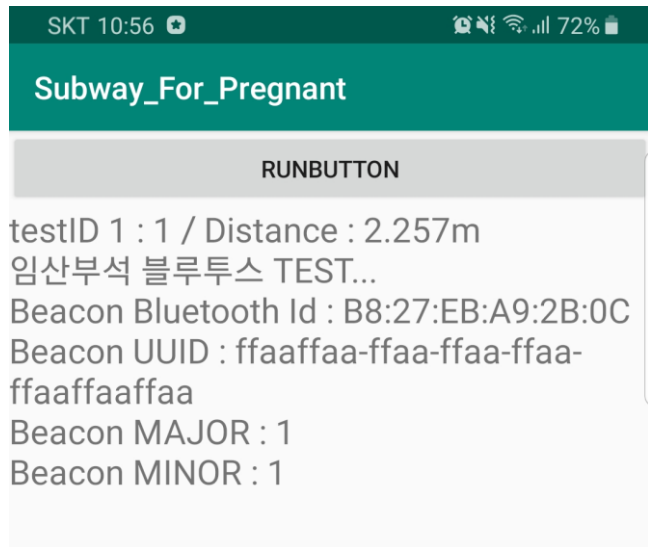 SKT 10:56
72%
Subway_For_Pregnant
RUNBUTTON
testID 1 : 1 / Distance : 2.257m
임산부석 블루투스 TEST...
Beacon Bluetooth Id : B8:27:EB:A9:2B:0C
Beacon UUID : ffaaffaa-ffaa-ffaa-ffaa-
ffaaffaaffaa
Beacon MAJOR : 1
Beacon MINOR : 1